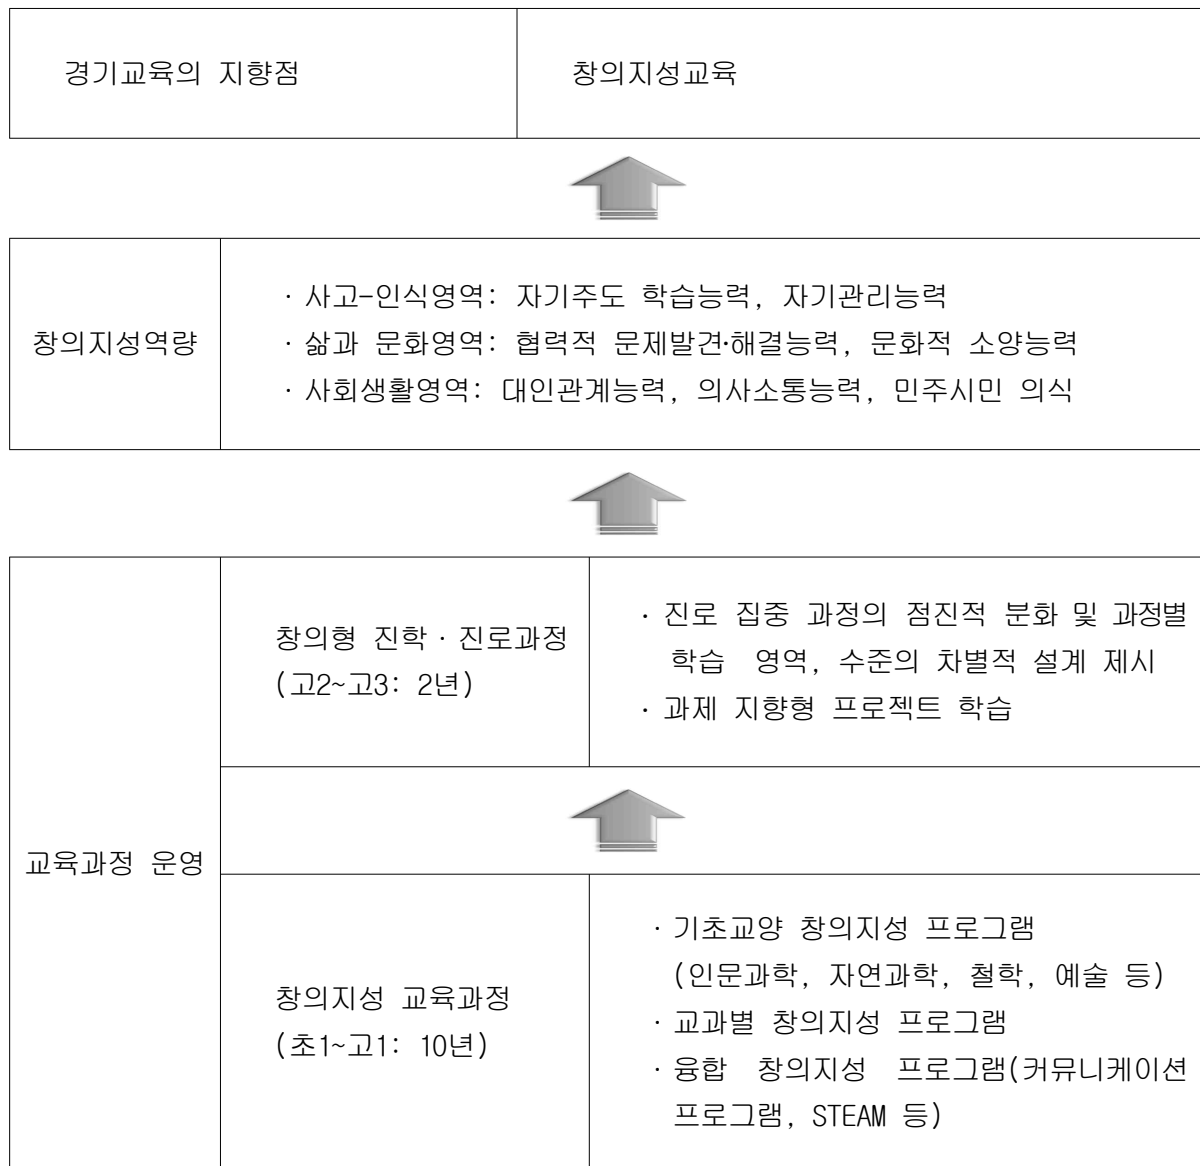 경기교육의 지향점
창의지성교육
창의지성역량
· 사고-인식영역: 자기주도 학습능력, 자기관리능력
· 삶과 문화영역: 협력적 문제발견·해결능력, 문화적 소양능력
· 사회생활영역: 대인관계능력, 의사소통능력, 민주시민 의식
교육과정 운영
창의형 진학 · 진로과정
(고2~고3: 2년)
· 진로 집중 과정의 점진적 분화 및 과정별
학습 영역, 수준의 차별적 설계 제시
· 과제 지향형 프로젝트 학습
창의지성 교육과정
(초1~고1: 10년)
· 기초교양 창의지성 프로그램
(인문과학, 자연과학, 철학, 예술 등)
· 교과별 창의지성 프로그램
· 융합 창의지성 프로그램(커뮤니케이션
프로그램, STEAM 등)